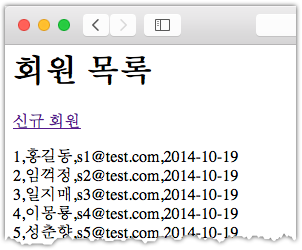 회원 목록
신규 회원
1,홍길동,s1@test.com,2014-10-19
2,임꺽정,s2@test.com,2014-10-19
3,일지매,s3@test.com,2014-10-19
4,이몽룡,s4@test.com,2014-10-19
5,성춘향,s5@test.com,2014-10-19